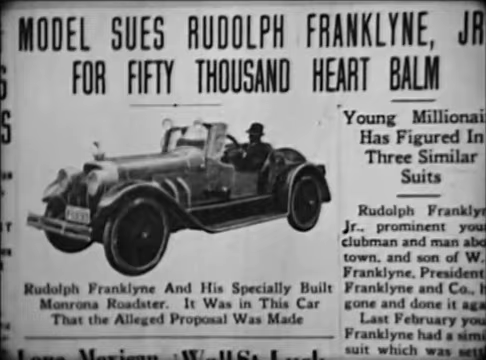 MODEL SUES RUDOLPH FRANKLYNE, JR
FOR FIFTY THOUSAND HEART BALM
Young Millionai
Has Figured In
Three Similar
Suits
Rudolph Franklyn
Jr., prominent you
clubman and man abo
town, and son of W.
Franklyne, President
Franklyne and Co., h
gone and done it aga
Last February you
Franklyne had a simi
suit which was sett
Rudolph Franklyne And His Specially Built
Monrona Roadster. It Was in This Car
That the Alleged Proposal Was Made